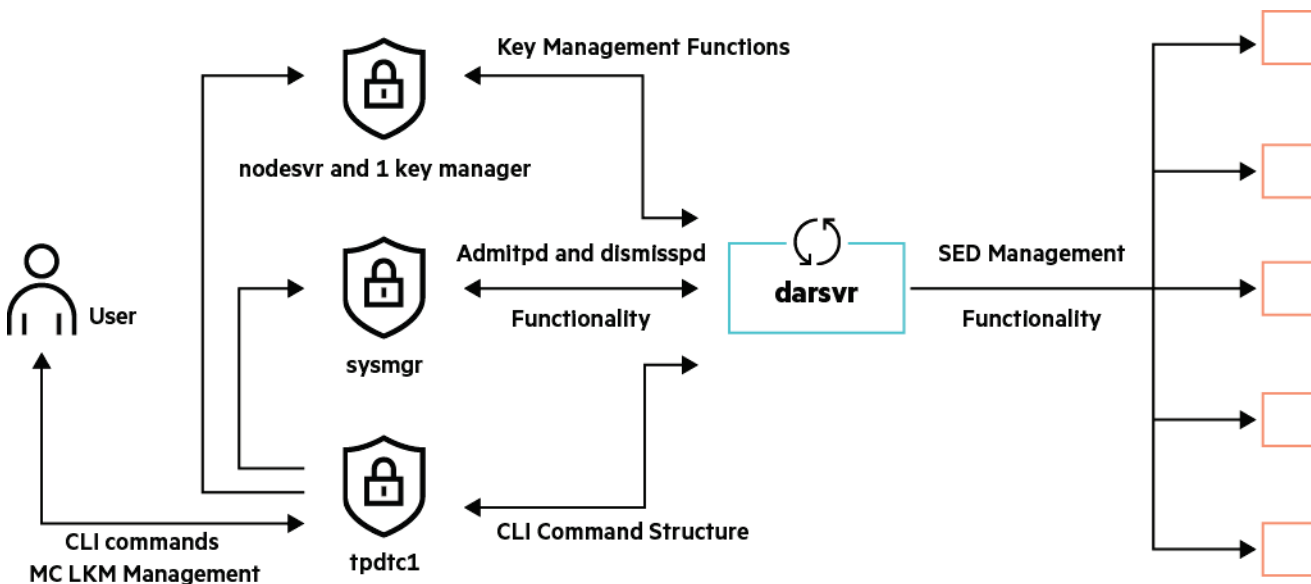 Key Management Functions
nodesvr and 1 key manager
Admitpd and dismisspd
Functionality
sysmgr
User
darsvr
SED Management
Functionality
CLI Command Structure
tpdtc1
CLI commands
MC LKM Management